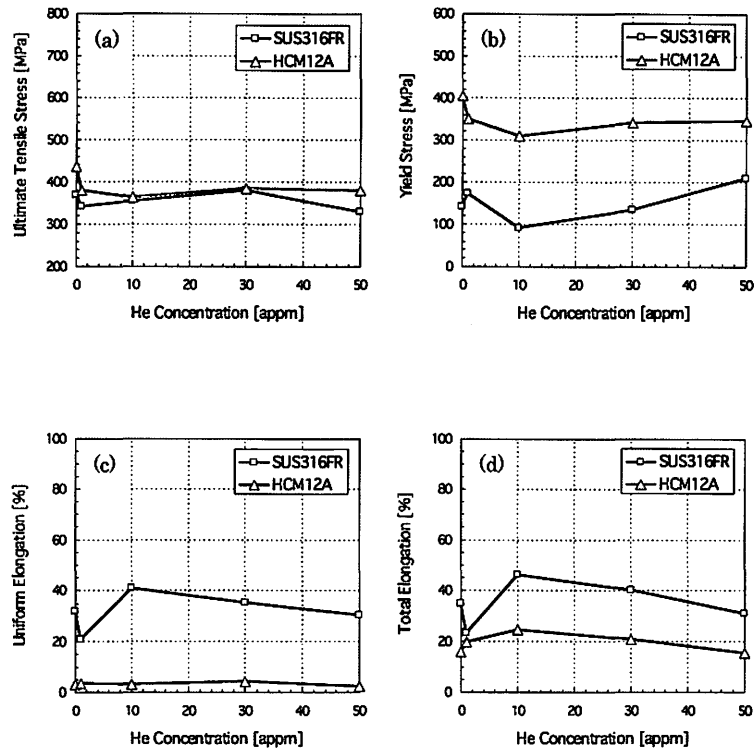 (a)
SUS316FR
HCM12A
Ultimate Tensile Stress [MPa]
800
700
600
500
400
300
200
0 10 20 30 40 50
He Concentration [appm]
(b)
SUS316FR
HCM12A
Yield Stress [MPa]
600
500
400
300
200
100
0
0 10 20 30 40 50
He Concentration [appm]
(c)
SUS316FR
HCM12A
Uniform Elongation [%]
100
80
60
40
20
0
0 10 20 30 40 50
He Concentration [appm]
(d)
SUS316FR
HCM12A
Total Elongation [%]
100
80
60
40
20
0
0 10 20 30 40 50
He Concentration [appm]